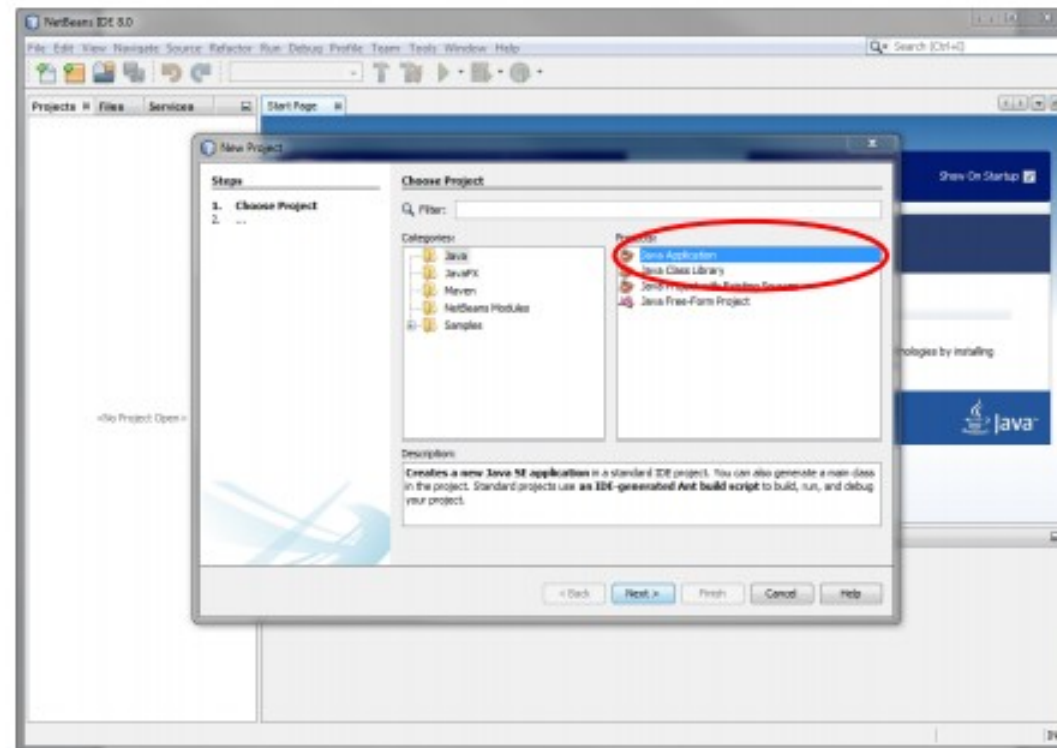 NetBeans IDE 8.0
File Edit View Navigate Source Refactor Run Debug Profile Team Tools Window Help
Search (Ctrl+I)
Projects Files Services
Start Page
New Project
Show On Startup
Steps
1. Choose Project
2. ...
Choose Project
Filter:
Categories:
Java
JavaFX
Maven
NetBeans Modules
Samples
Projects:
Java Application
Java Class Library
Java Project with Existing Sources
Java Free-Form Project
nologies by installing
<No Project Open>
Java
Description:
Creates a new Java SE application in a standard IDE project. You can also generate a main class
in the project. Standard projects use an IDE-generated Ant build script to build, run, and debug
your project.
< Back Next > Finish Cancel Help